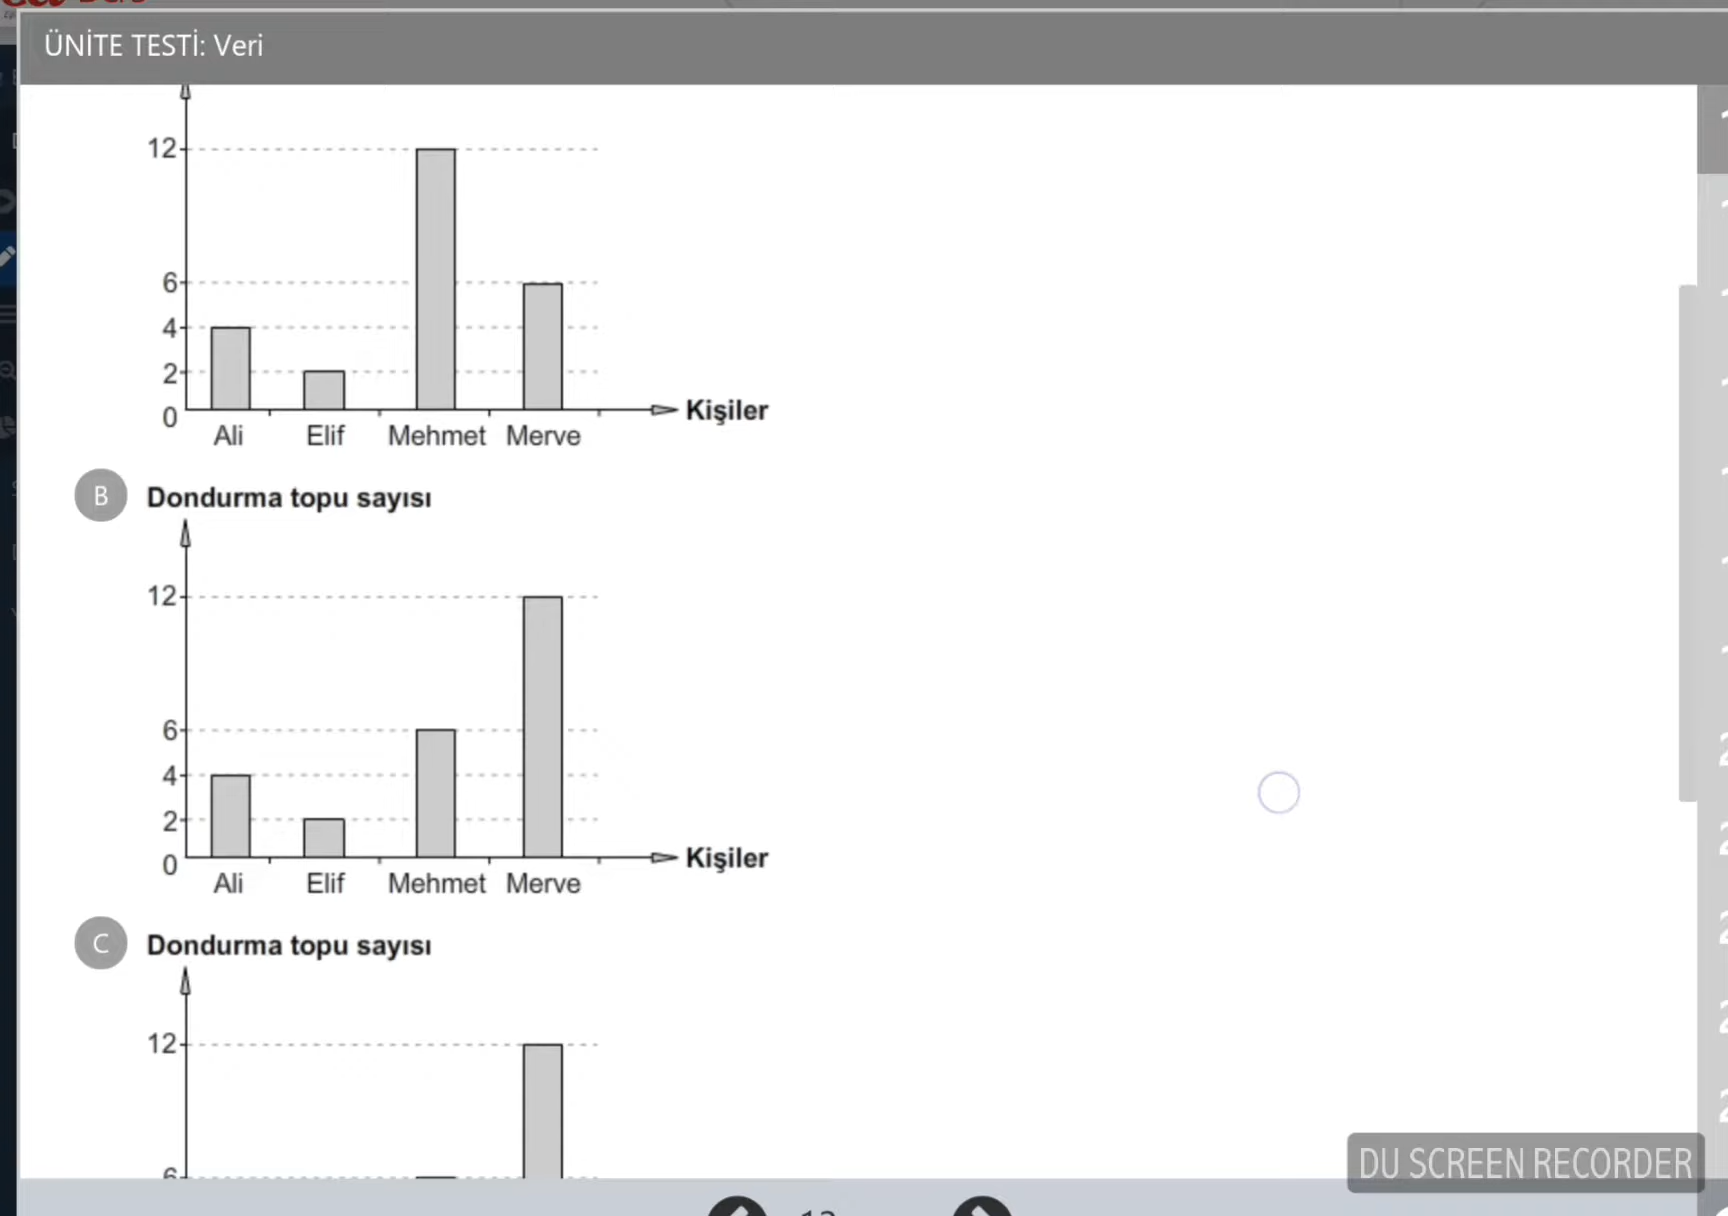 ÜNİTE TESTİ: Veri
12
6
4
2
0
Kişiler
Ali Elif Mehmet Merve
B Dondurma topu sayısı
12
6
4
2
0
Kişiler
Ali Elif Mehmet Merve
C Dondurma topu sayısı
12
6
DU SCREEN RECORDER